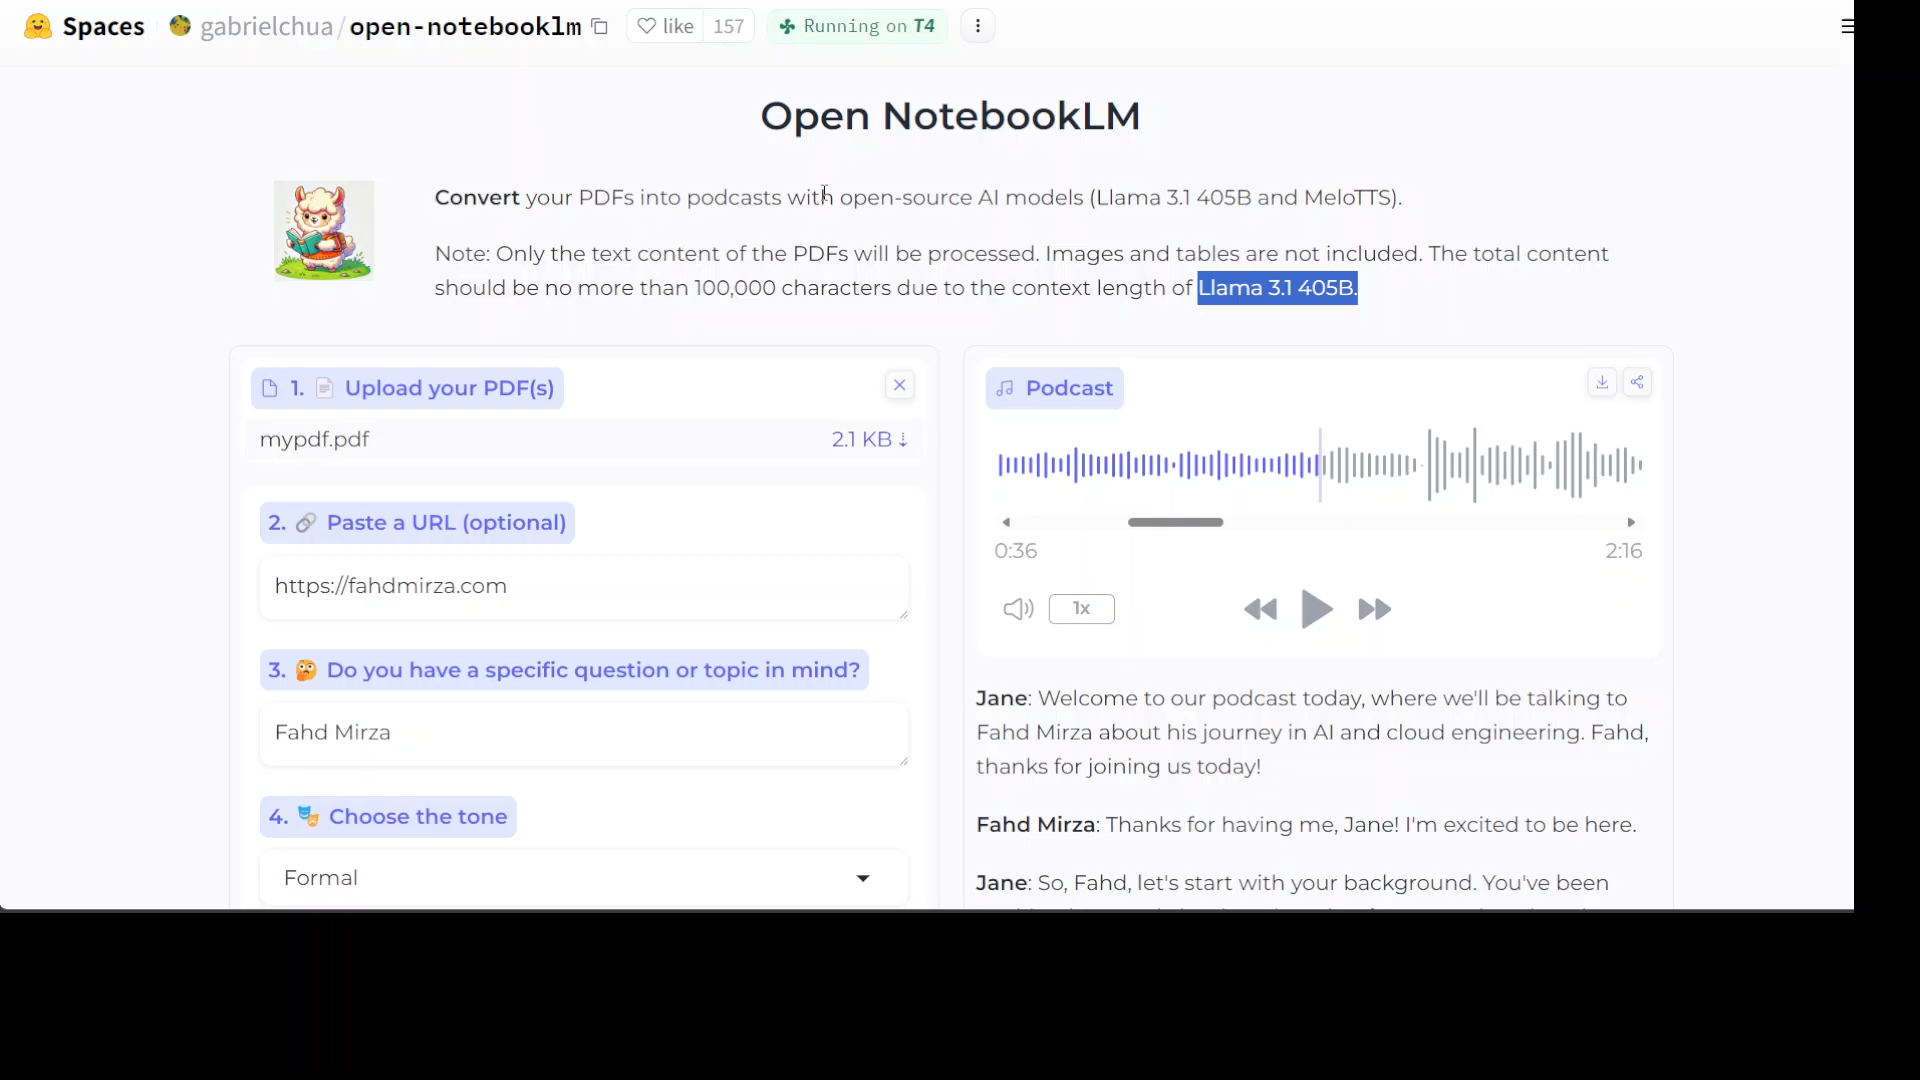 Spaces gabrielchua/open-notebooklm like 157 Running on T4
Open NotebookLM
Convert your PDFs into podcasts with open-source AI models (Llama 3.1 405B and MeloTTS).
Note: Only the text content of the PDFs will be processed. Images and tables are not included. The total content
should be no more than 100,000 characters due to the context length of Llama 3.1 405B.
1. Upload your PDF(s)
mypdf.pdf 2.1 KB ↓
2. Paste a URL (optional)
https://fahdmirza.com
3. Do you have a specific question or topic in mind?
Fahd Mirza
4. Choose the tone
Formal
Podcast
0:36 2:16
1x
Jane: Welcome to our podcast today, where we'll be talking to
Fahd Mirza about his journey in AI and cloud engineering. Fahd,
thanks for joining us today!
Fahd Mirza: Thanks for having me, Jane! I'm excited to be here.
Jane: So, Fahd, let's start with your background. You've been